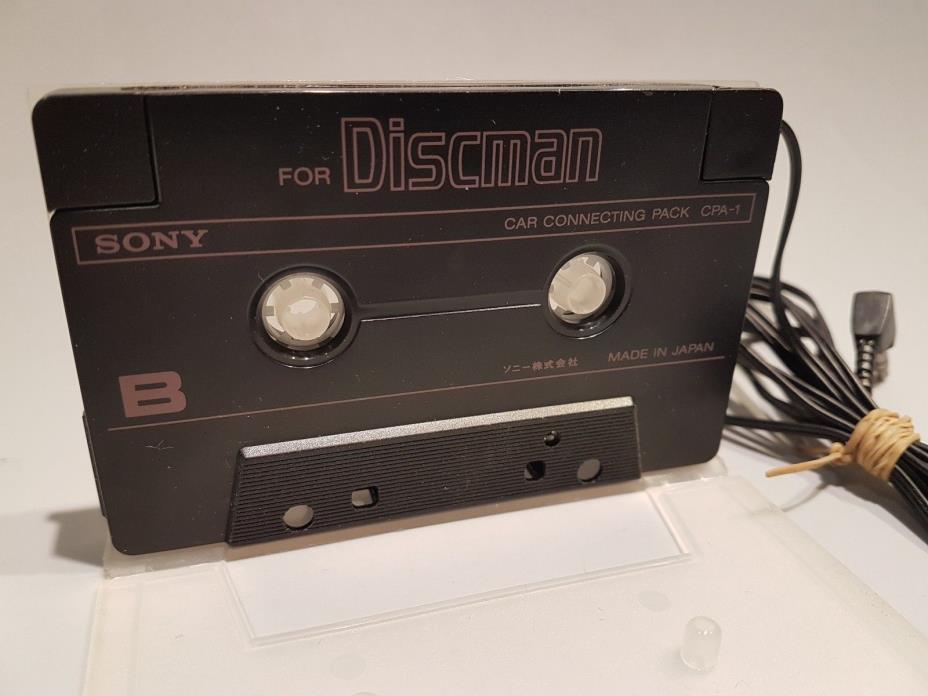 FOR Discman
SONY CAR CONNECTING PACK CPA-1
B
ソニー株式会社 MADE IN JAPAN